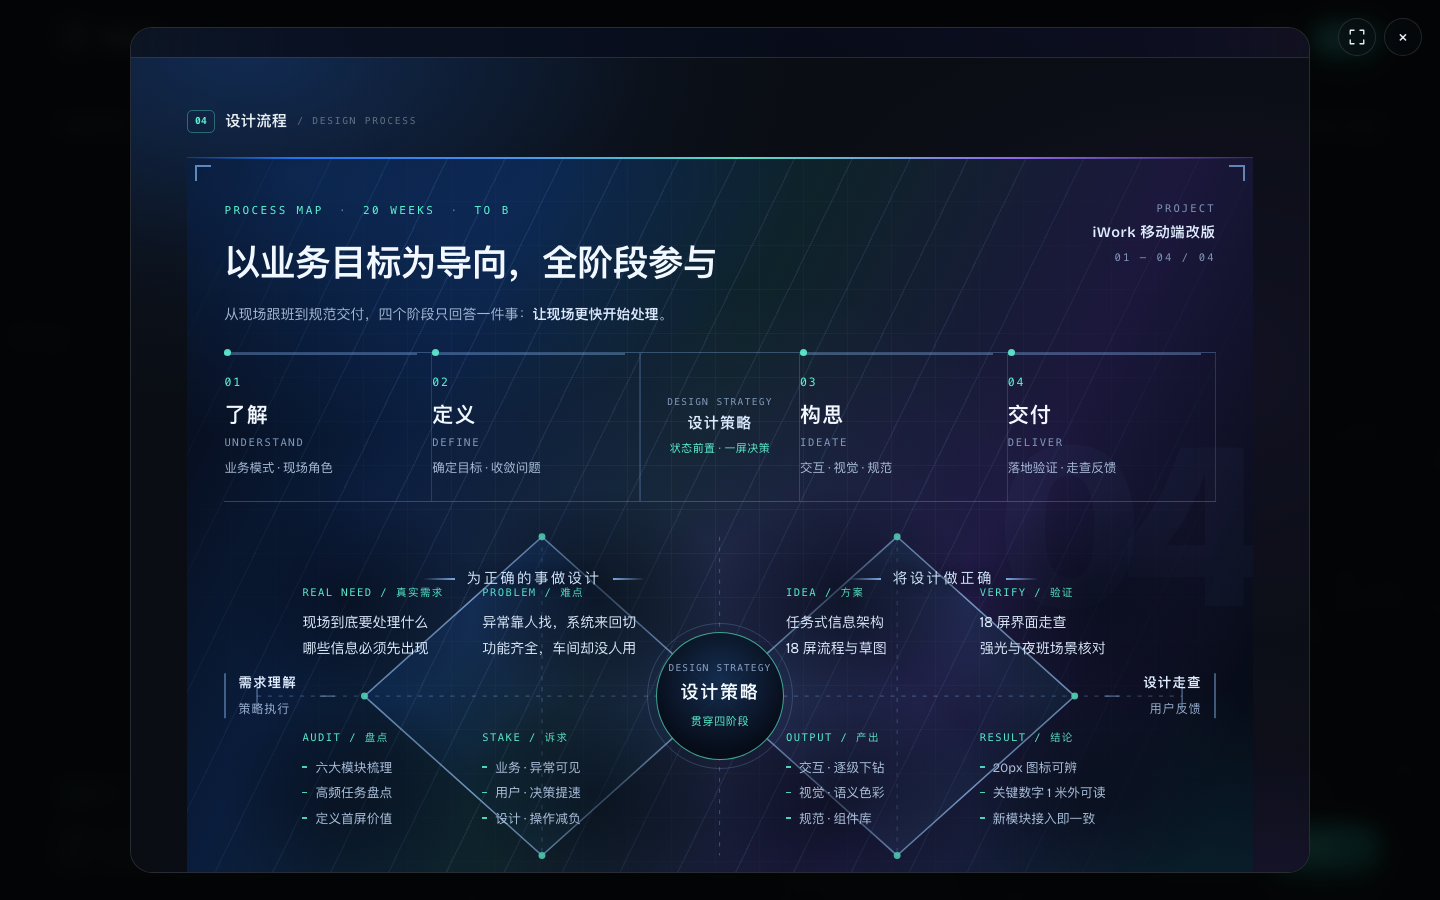 04 设计流程 / DESIGN PROCESS
PROCESS MAP · 20 WEEKS · TO B
PROJECT
iWork 移动端改版
01 — 04 / 04
以业务目标为导向，全阶段参与
从现场跟班到规范交付，四个阶段只回答一件事：让现场更快开始处理。
01
了解
UNDERSTAND
业务模式 · 现场角色
02
定义
DEFINE
确定目标 · 收敛问题
DESIGN STRATEGY
设计策略
状态前置 · 一屏决策
03
构思
IDEATE
交互 · 视觉 · 规范
04
交付
DELIVER
落地验证 · 走查反馈
04
为正确的事做设计
将设计做正确
REAL NEED / 真实需求
现场到底要处理什么
哪些信息必须先出现
PROBLEM / 难点
异常靠人找，系统来回切
功能齐全，车间却没人用
IDEA / 方案
任务式信息架构
18 屏流程与草图
VERIFY / 验证
18 屏界面走查
强光与夜班场景核对
需求理解
策略执行
DESIGN STRATEGY
设计策略
贯穿四阶段
设计走查
用户反馈
AUDIT / 盘点
六大模块梳理
高频任务盘点
定义首屏价值
STAKE / 诉求
业务 · 异常可见
用户 · 决策提速
设计 · 操作减负
OUTPUT / 产出
交互 · 逐级下钻
视觉 · 语义色彩
规范 · 组件库
RESULT / 结论
20px 图标可辨
关键数字 1 米外可读
新模块接入即一致